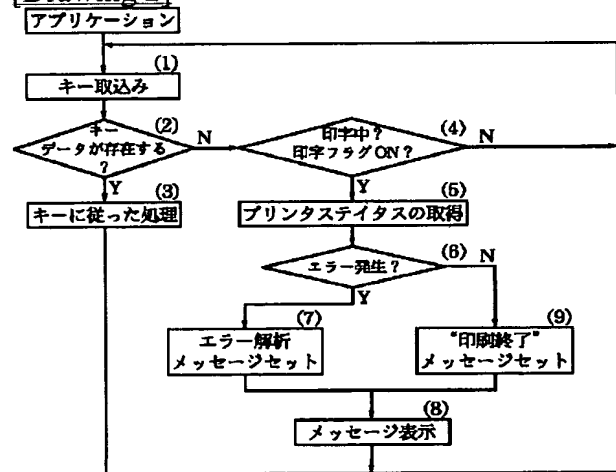 [Drawing 2]
アプリケーション
(1)
キー取込み
(2)
キー
データが存在する
?
N
Y
(3)
キーに従った処理
(4)
印字中?
印字フラグON?
N
Y
(5)
プリンタステイタスの取得
(6)
エラー発生?
N
Y
(7)
エラー解析
メッセージセット
(9)
"印刷終了"
メッセージセット
(8)
メッセージ表示